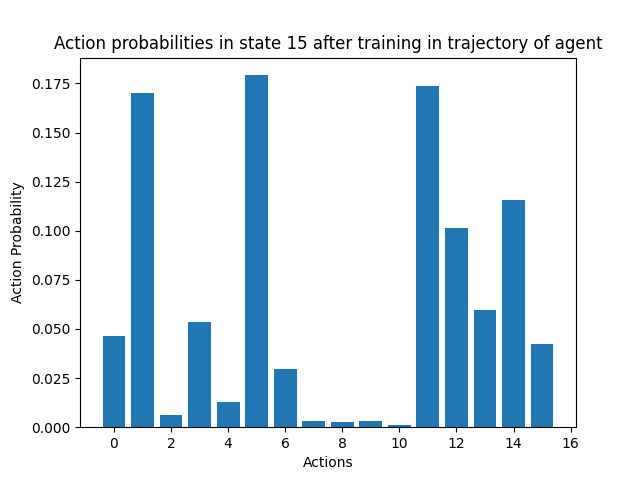 Action probabilities in state 15 after training in trajectory of agent
0.175
0.150
0.125
0.100
0.075
0.050
0.025
0.000
Action Probability
0 2 4 6 8 10 12 14 16
Actions